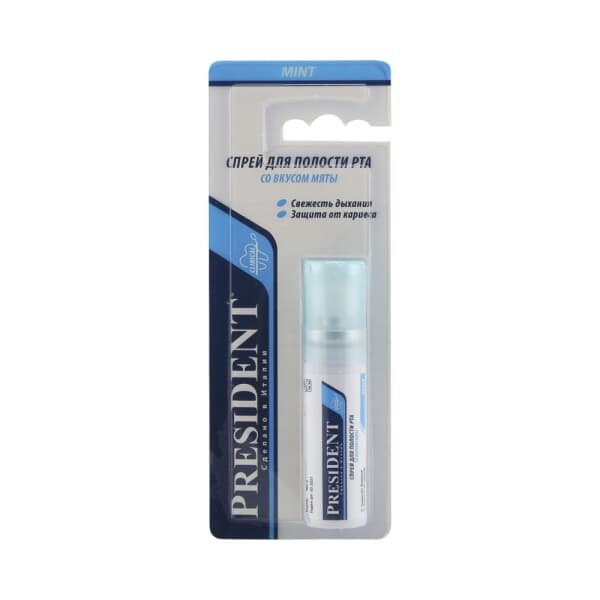 MINT
СПРЕЙ ДЛЯ ПОЛОСТИ РТА
СО ВКУСОМ МЯТЫ
Свежесть дыхания
Защита от кариеса
CLINICAL
PRESIDENT
Сделано в Италии
PRESIDENT
СПРЕЙ ДЛЯ ПОЛОСТИ РТА